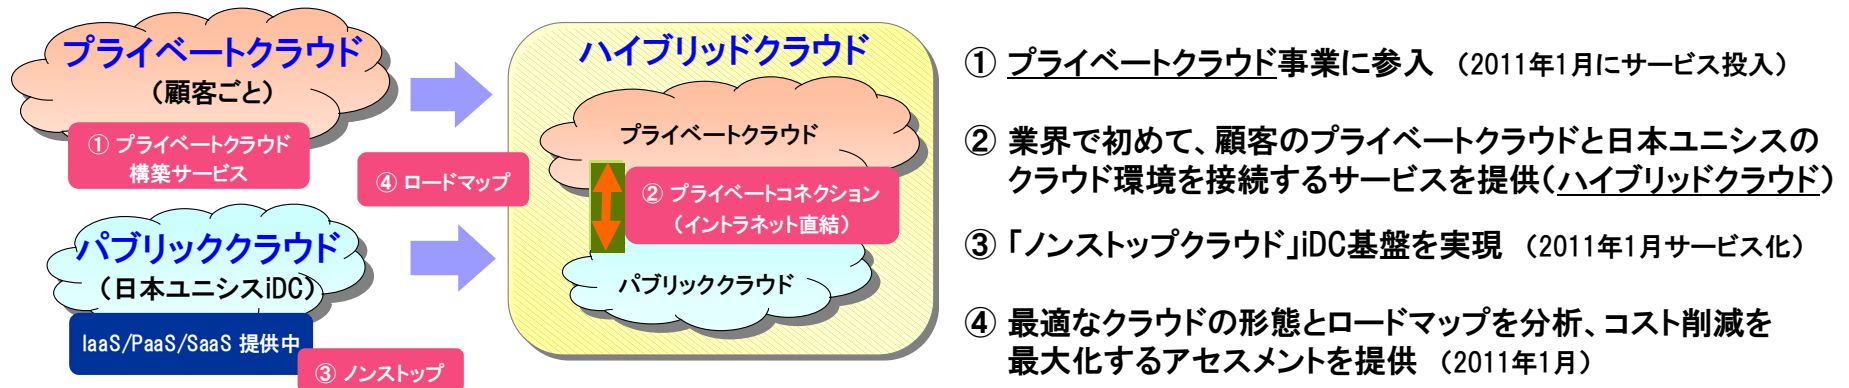 プライベートクラウド
（顧客ごと）
① プライベートクラウド
構築サービス
パブリッククラウド
（日本ユニシスiDC）
IaaS/PaaS/SaaS 提供中
③ ノンストップ
④ ロードマップ
ハイブリッドクラウド
プライベートクラウド
② プライベートコネクション
（イントラネット直結）
パブリッククラウド
① プライベートクラウド事業に参入 （2011年1月にサービス投入）
② 業界で初めて、顧客のプライベートクラウドと日本ユニシスの
クラウド環境を接続するサービスを提供（ハイブリッドクラウド）
③ 「ノンストップクラウド」iDC基盤を実現 （2011年1月サービス化）
④ 最適なクラウドの形態とロードマップを分析、コスト削減を
最大化するアセスメントを提供 （2011年1月）